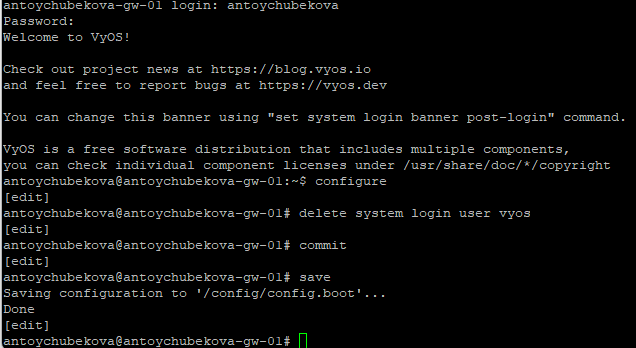 antoychubekova-gw-01 login: antoychubekova
Password:
Welcome to VyOS!
Check out project news at https://blog.vyos.io
and feel free to report bugs at https://vyos.dev
You can change this banner using "set system login banner post-login" command.
VyOS is a free software distribution that includes multiple components,
you can check individual component licenses under /usr/share/doc/*/copyright
antoychubekova@antoychubekova-gw-01:~$ configure
[edit]
antoychubekova@antoychubekova-gw-01# delete system login user vyos
[edit]
antoychubekova@antoychubekova-gw-01# commit
[edit]
antoychubekova@antoychubekova-gw-01# save
Saving configuration to '/config/config.boot'...
Done
[edit]
antoychubekova@antoychubekova-gw-01#